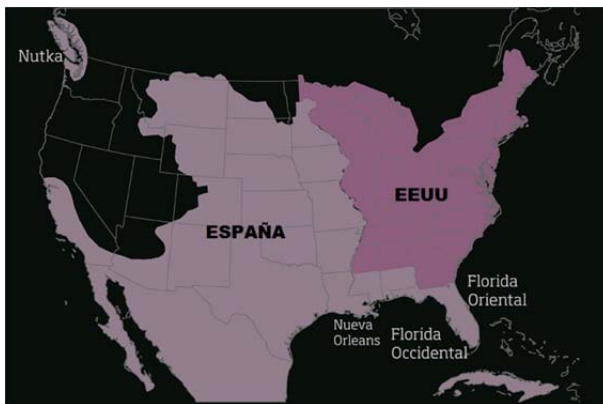 Nutka
EEUU
ESPAÑA
Florida
Oriental
Nueva
Orleans
Florida
Occidental